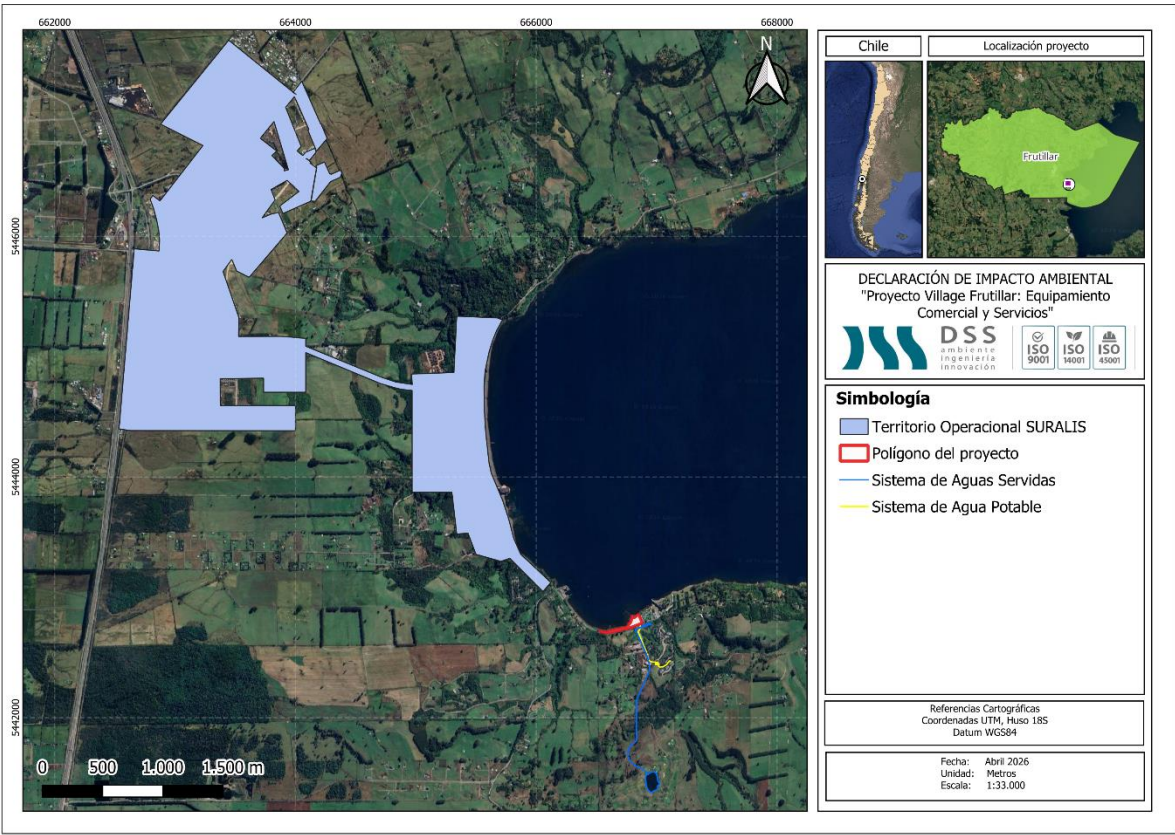 662000
664000
666000
668000
5446000
5444000
5442000
N
0 500 1.000 1.500 m
Chile
Localización proyecto
Frutillar
DECLARACIÓN DE IMPACTO AMBIENTAL
"Proyecto Village Frutillar: Equipamiento
Comercial y Servicios"
DSS
ambiente
ingeniería
innovación
ISO
9001
ISO
14001
ISO
45001
Simbología
Territorio Operacional SURALIS
Polígono del proyecto
Sistema de Aguas Servidas
Sistema de Agua Potable
Referencias Cartográficas
Coordenadas UTM, Huso 18S
Datum WGS84
Fecha: Abril 2026
Unidad: Metros
Escala: 1:33.000